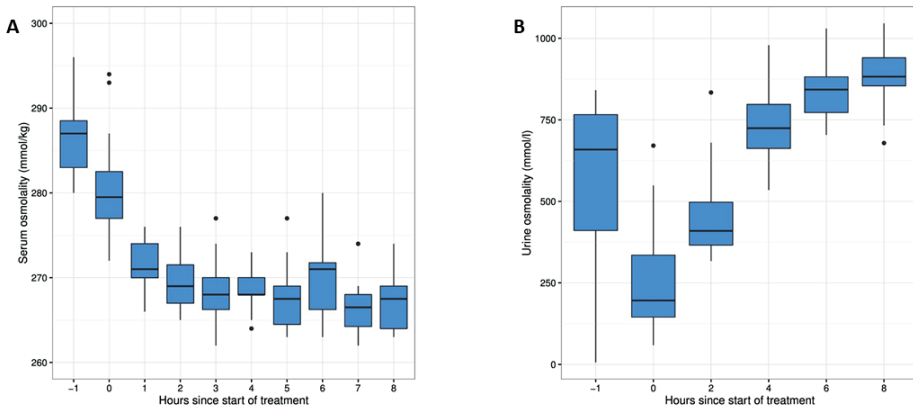 A
Serum osmolality (mmol/kg)
300
290
280
270
260
−1 0 1 2 3 4 5 6 7 8
Hours since start of treatment
B
Urine osmolality (mmol/l)
1000
750
500
250
0
−1 0 2 4 6 8
Hours since start of treatment